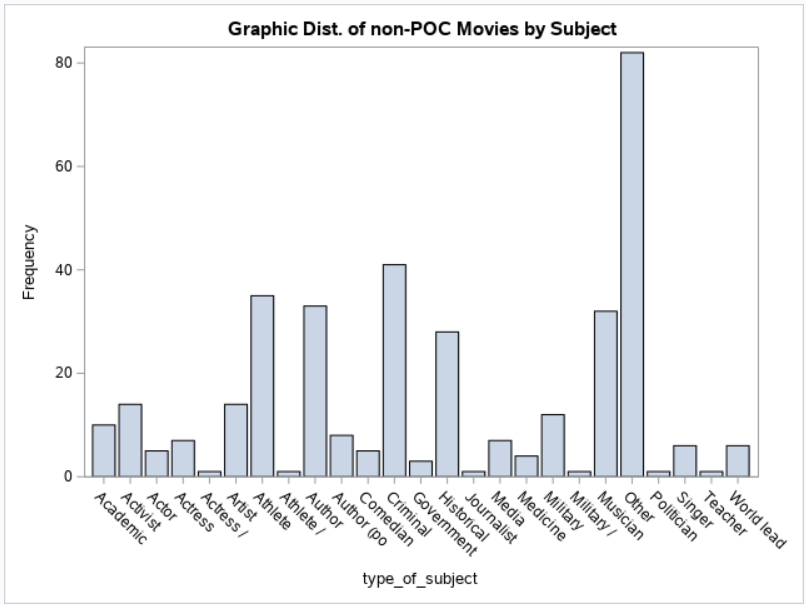 Graphic Dist. of non-POC Movies by Subject
80
60
40
20
0
Frequency
Academic
Activist
Actor
Actress
Actress /
Artist
Athlete
Athlete /
Author
Author (po
Comedian
Criminal
Government
Historical
Journalist
Media
Medicine
Military
Military /
Musician
Other
Politician
Singer
Teacher
World lead
type_of_subject